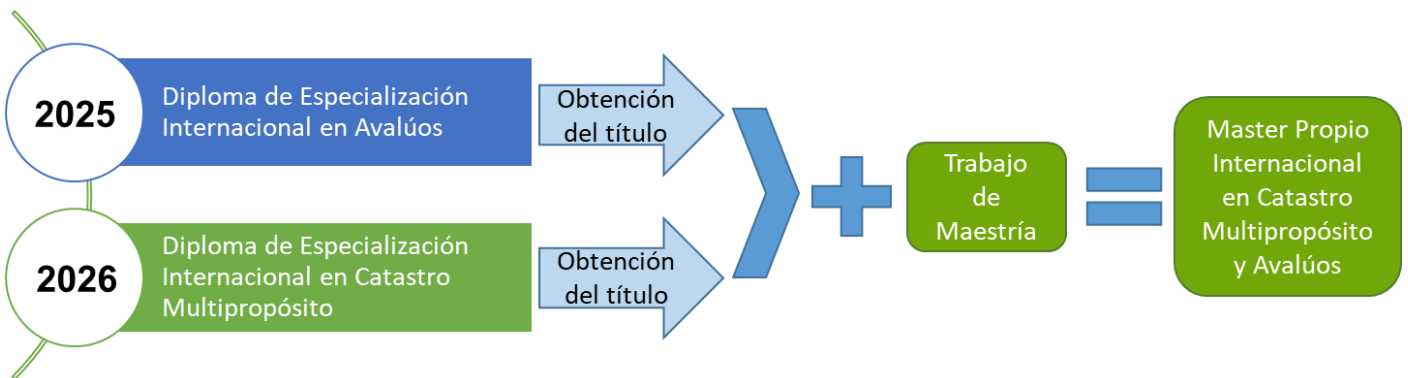 2025
Diploma de Especialización
Internacional en Avalúos
Obtención
del título
2026
Diploma de Especialización
Internacional en Catastro
Multipropósito
Obtención
del título
Trabajo
de
Maestría
Master Propio
Internacional
en Catastro
Multipropósito
y Avalúos